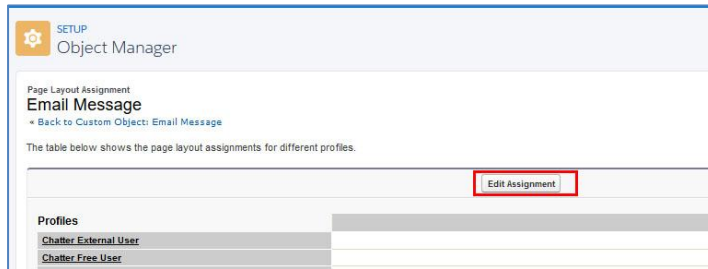 SETUP
Object Manager
Page Layout Assignment
Email Message
« Back to Custom Object: Email Message
The table below shows the page layout assignments for different profiles.
Edit Assignment
Profiles
Chatter External User
Chatter Free User